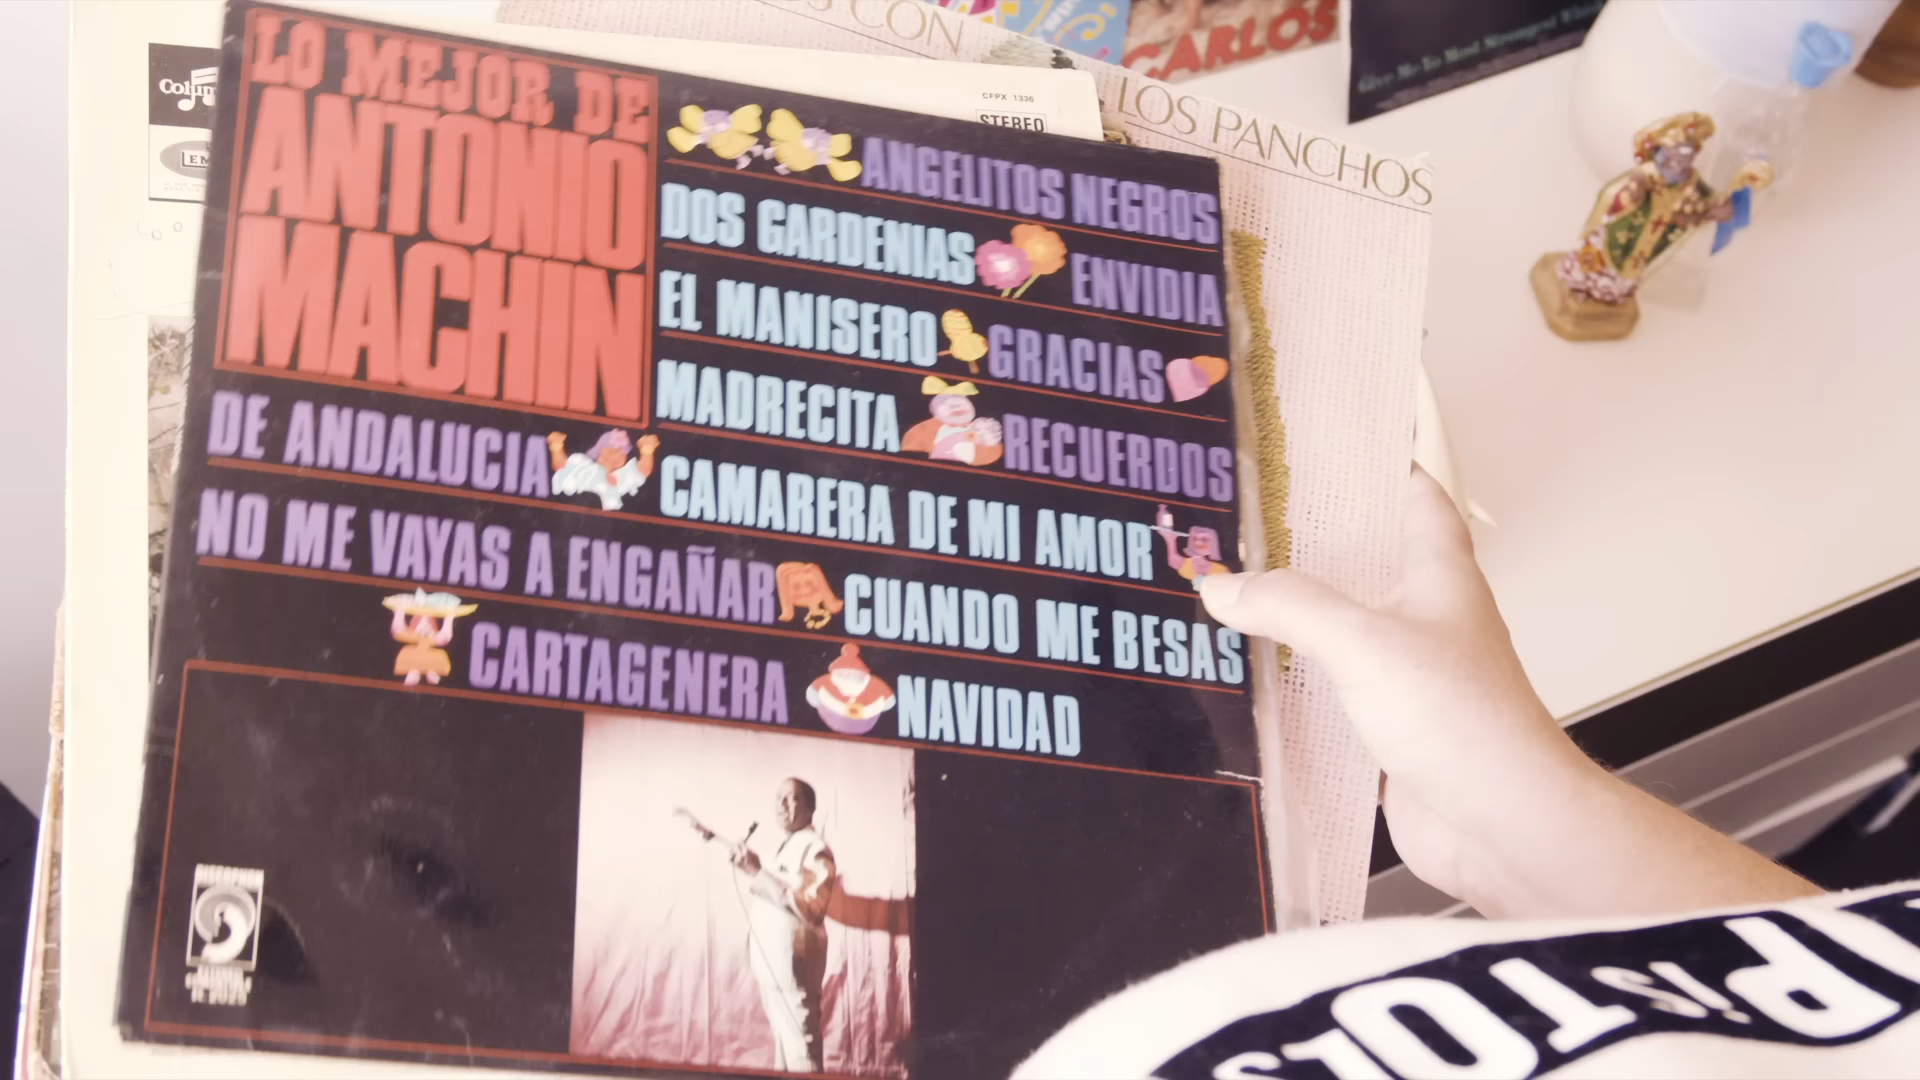 LO MEJOR DE
ANTONIO
MACHIN
ANGELITOS NEGROS
DOS GARDENIAS ENVIDIA
EL MANISERO GRACIAS
MADRECITA RECUERDOS
DE ANDALUCIA CAMARERA DE MI AMOR
NO ME VAYAS A ENGAÑAR CUANDO ME BESAS
CARTAGENERA NAVIDAD
CON
LOS PANCHOS
CARLOS
CFPX 1336
STEREO
PisTOLs